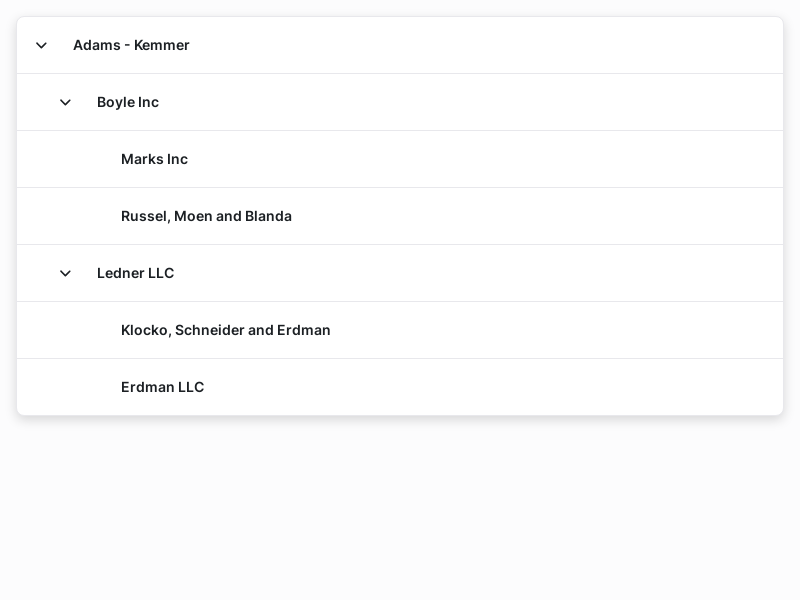 Adams - Kemmer
Boyle Inc
Marks Inc
Russel, Moen and Blanda
Ledner LLC
Klocko, Schneider and Erdman
Erdman LLC